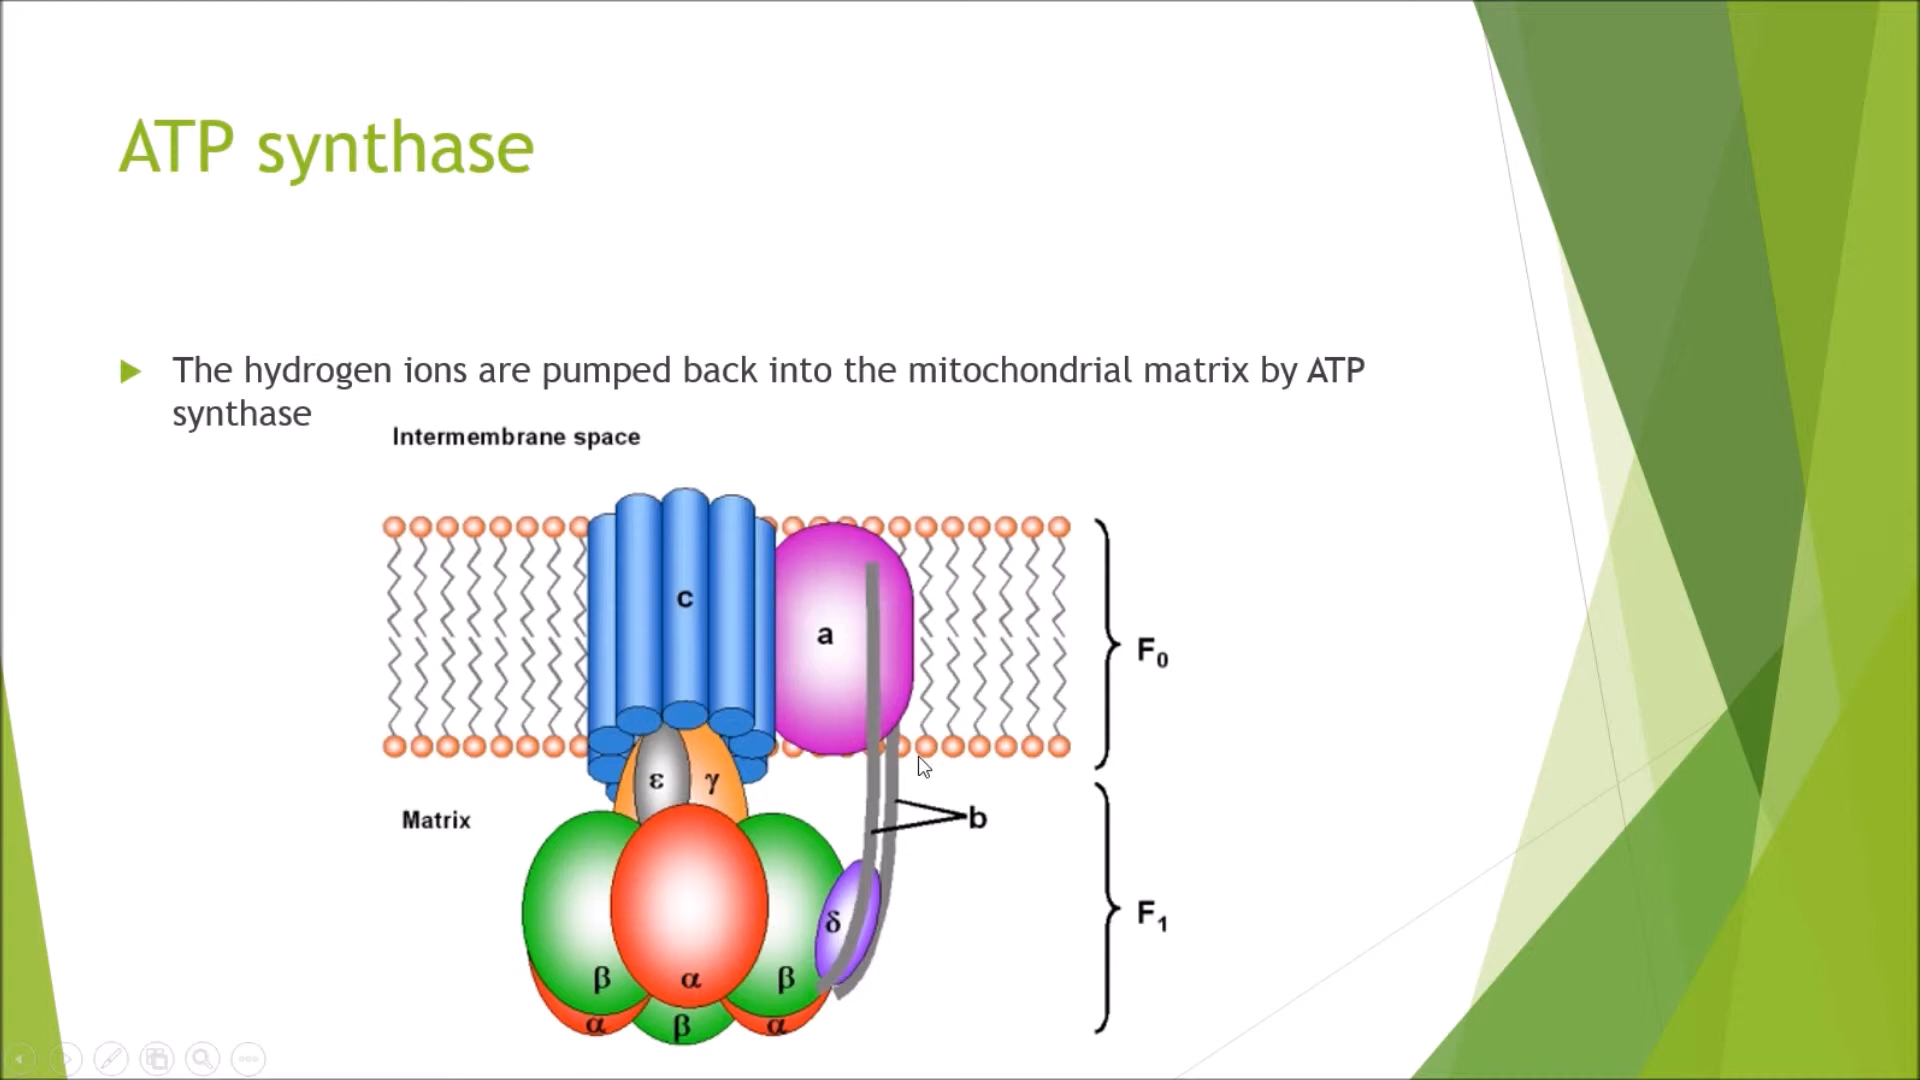 ATP synthase
The hydrogen ions are pumped back into the mitochondrial matrix by ATP
synthase
Intermembrane space
c
a
F0
ε γ
Matrix
b
δ
F1
β α β
α β α